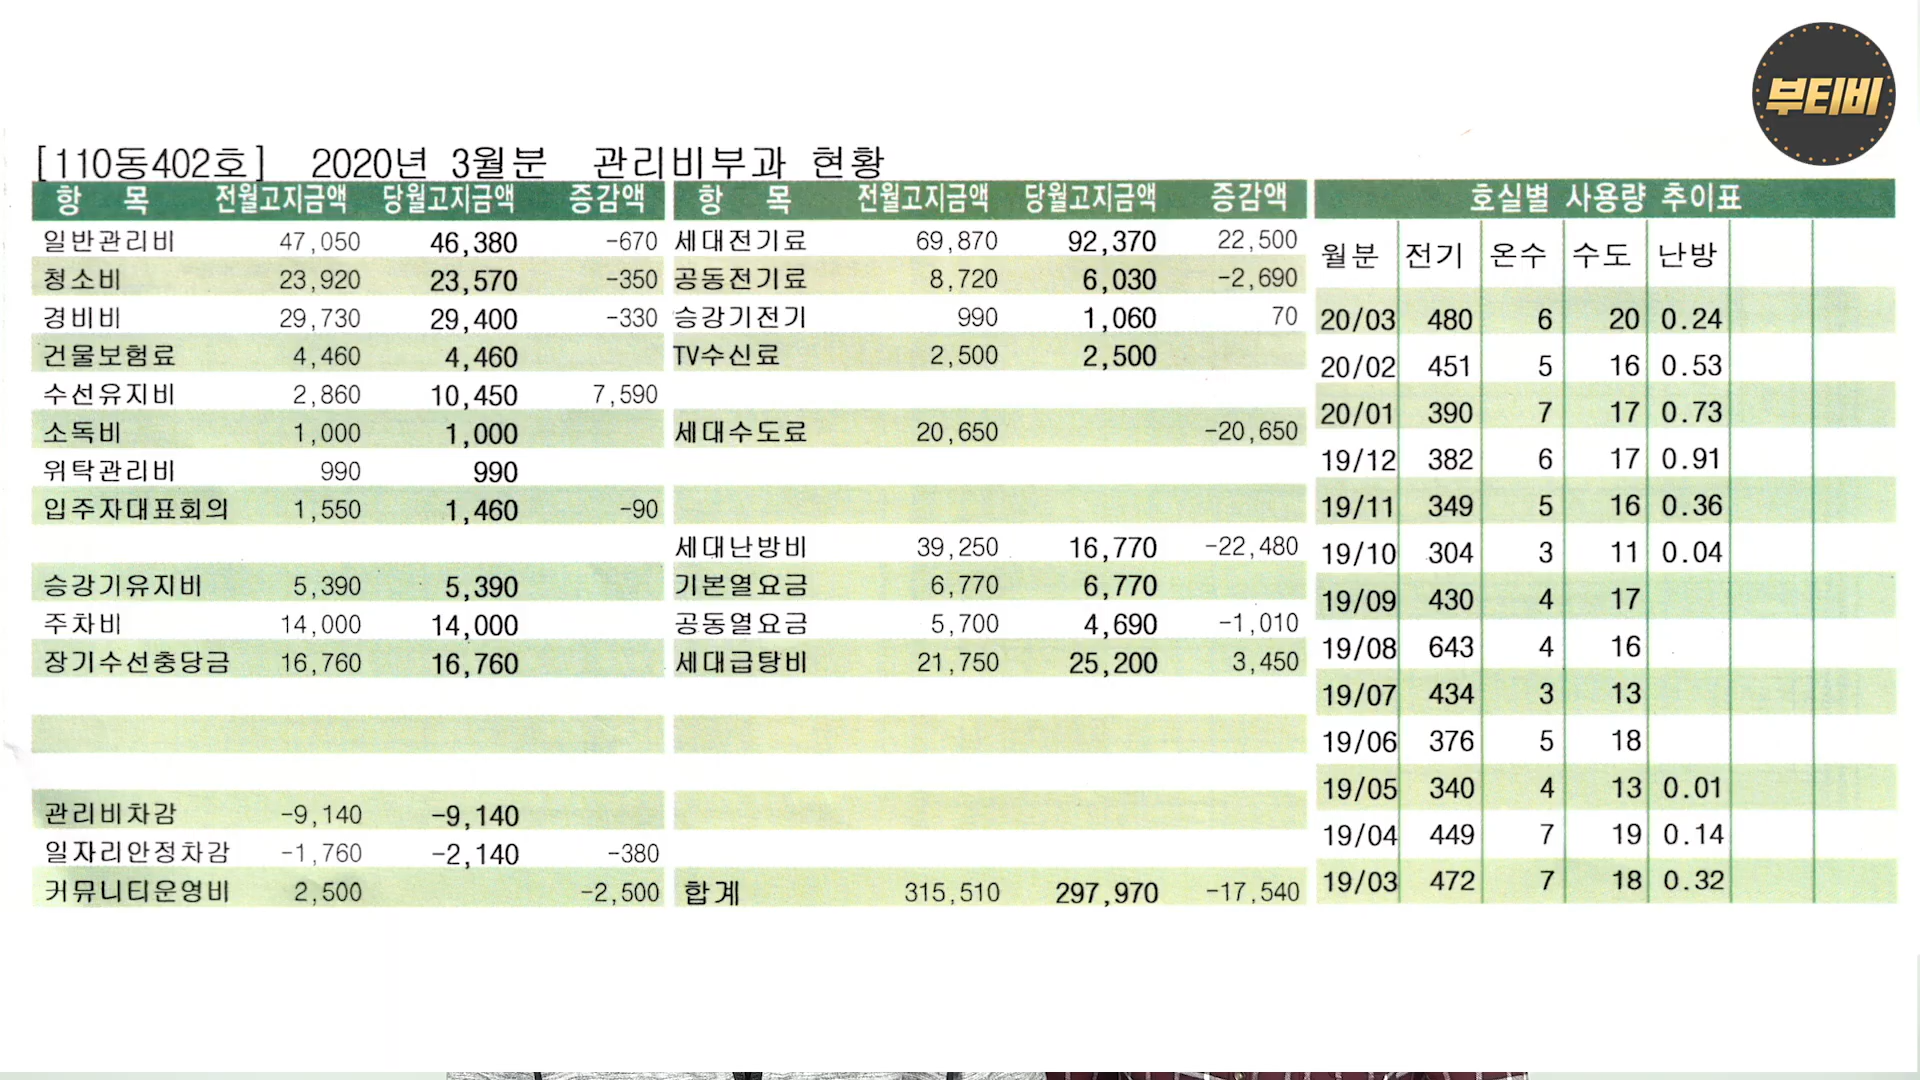 부티비
[110동402호] 2020년 3월분 관리비부과 현황
항 목 전월고지금액 당월고지금액 증감액
일반관리비 47,050 46,380 -670
청소비 23,920 23,570 -350
경비비 29,730 29,400 -330
건물보험료 4,460 4,460
수선유지비 2,860 10,450 7,590
소독비 1,000 1,000
위탁관리비 990 990
입주자대표회의 1,550 1,460 -90
승강기유지비 5,390 5,390
주차비 14,000 14,000
장기수선충당금 16,760 16,760
관리비차감 -9,140 -9,140
일자리안정차감 -1,760 -2,140 -380
커뮤니티운영비 2,500 -2,500
항 목 전월고지금액 당월고지금액 증감액
세대전기료 69,870 92,370 22,500
공동전기료 8,720 6,030 -2,690
승강기전기 990 1,060 70
TV수신료 2,500 2,500
세대수도료 20,650 -20,650
세대난방비 39,250 16,770 -22,480
기본열요금 6,770 6,770
공동열요금 5,700 4,690 -1,010
세대급탕비 21,750 25,200 3,450
합계 315,510 297,970 -17,540
호실별 사용량 추이표
월분 전기 온수 수도 난방
20/03 480 6 20 0.24
20/02 451 5 16 0.53
20/01 390 7 17 0.73
19/12 382 6 17 0.91
19/11 349 5 16 0.36
19/10 304 3 11 0.04
19/09 430 4 17
19/08 643 4 16
19/07 434 3 13
19/06 376 5 18
19/05 340 4 13 0.01
19/04 449 7 19 0.14
19/03 472 7 18 0.32